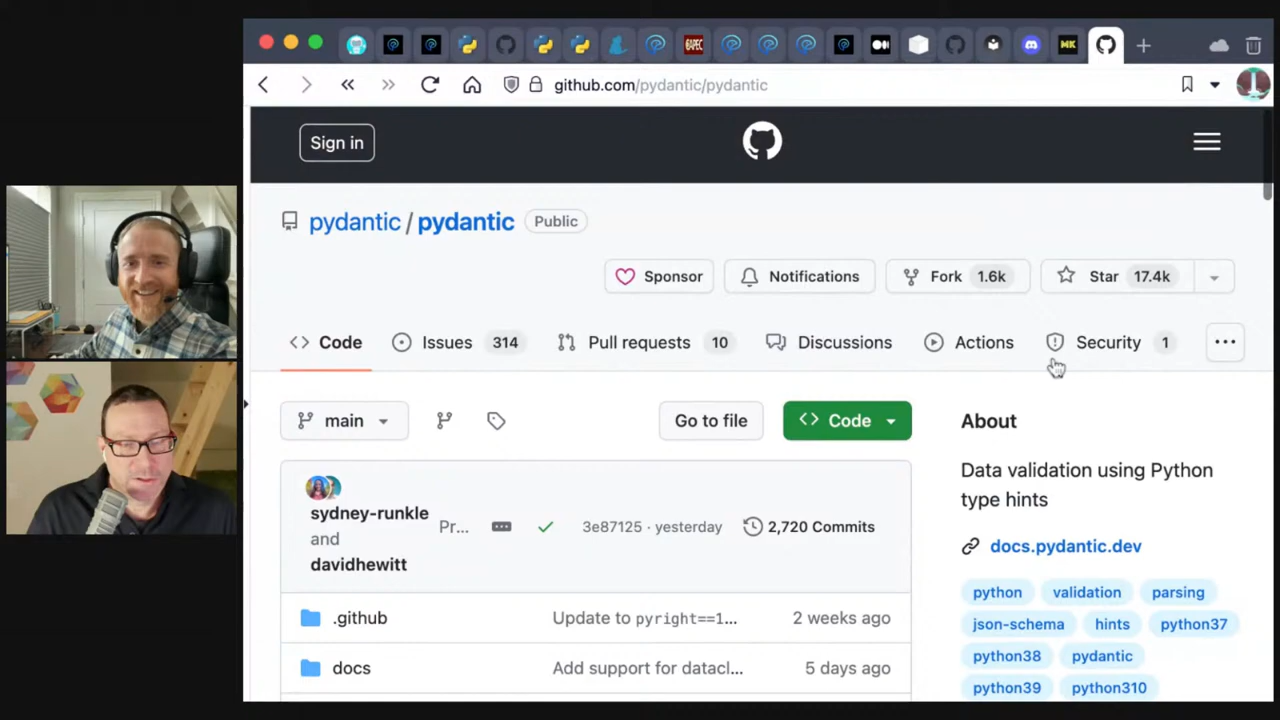 APEC
MK
github.com/pydantic/pydantic
Sign in
pydantic / pydantic Public
Sponsor Notifications Fork 1.6k Star 17.4k
Code Issues 314 Pull requests 10 Discussions Actions Security 1
main Go to file Code
About
Data validation using Python
type hints
sydney-runkle
and
davidhewitt
Pr... 3e87125 · yesterday 2,720 Commits
docs.pydantic.dev
python validation parsing
json-schema hints python37
python38 pydantic
python39 python310
.github Update to pyright==1... 2 weeks ago
docs Add support for datacl... 5 days ago